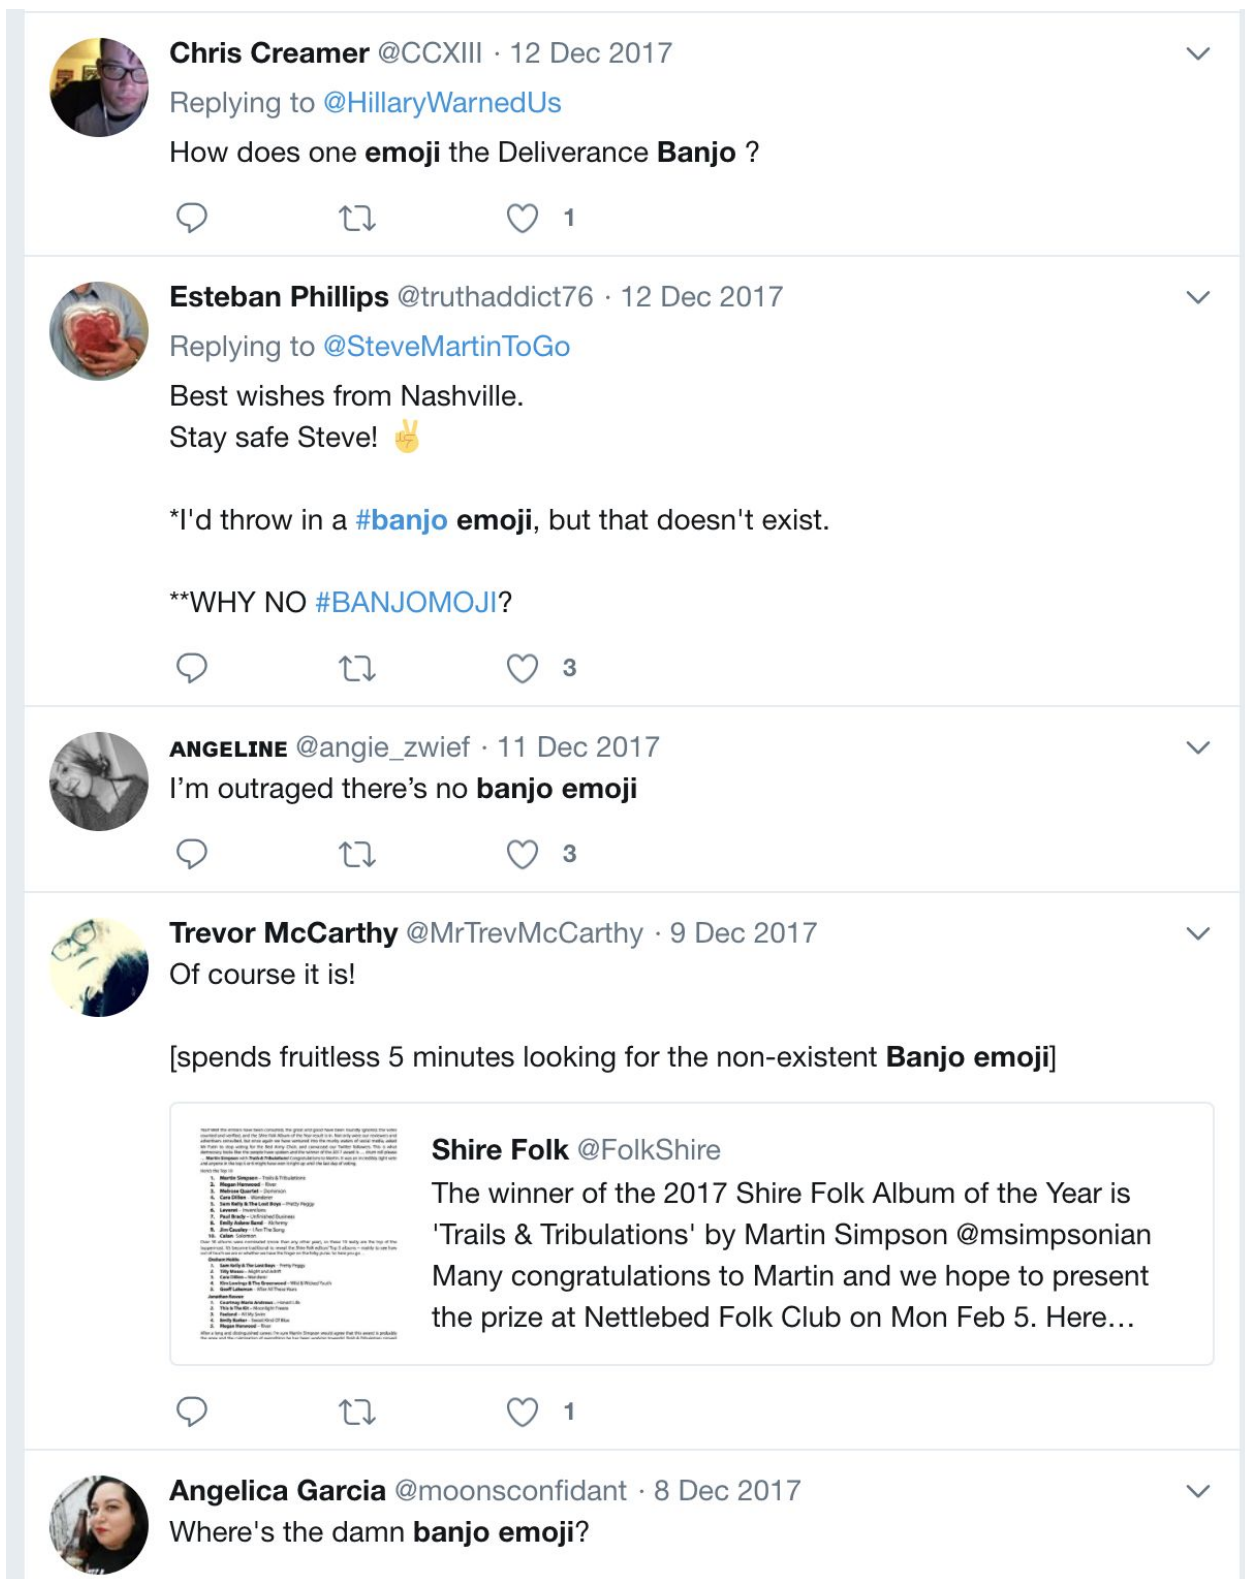 Chris Creamer @CCXIII · 12 Dec 2017
Replying to @HillaryWarnedUs
How does one emoji the Deliverance Banjo ?
1
Esteban Phillips @truthaddict76 · 12 Dec 2017
Replying to @SteveMartinToGo
Best wishes from Nashville.
Stay safe Steve! ✌
*I'd throw in a #banjo emoji, but that doesn't exist.
**WHY NO #BANJOMOJI?
3
ANGELINE @angie_zwief · 11 Dec 2017
I’m outraged there’s no banjo emoji
3
Trevor McCarthy @MrTrevMcCarthy · 9 Dec 2017
Of course it is!
[spends fruitless 5 minutes looking for the non-existent Banjo emoji]
Shire Folk @FolkShire
The winner of the 2017 Shire Folk Album of the Year is
'Trails & Tribulations' by Martin Simpson @msimpsonian
Many congratulations to Martin and we hope to present
the prize at Nettlebed Folk Club on Mon Feb 5. Here...
1
Angelica Garcia @moonsconfidant · 8 Dec 2017
Where's the damn banjo emoji?